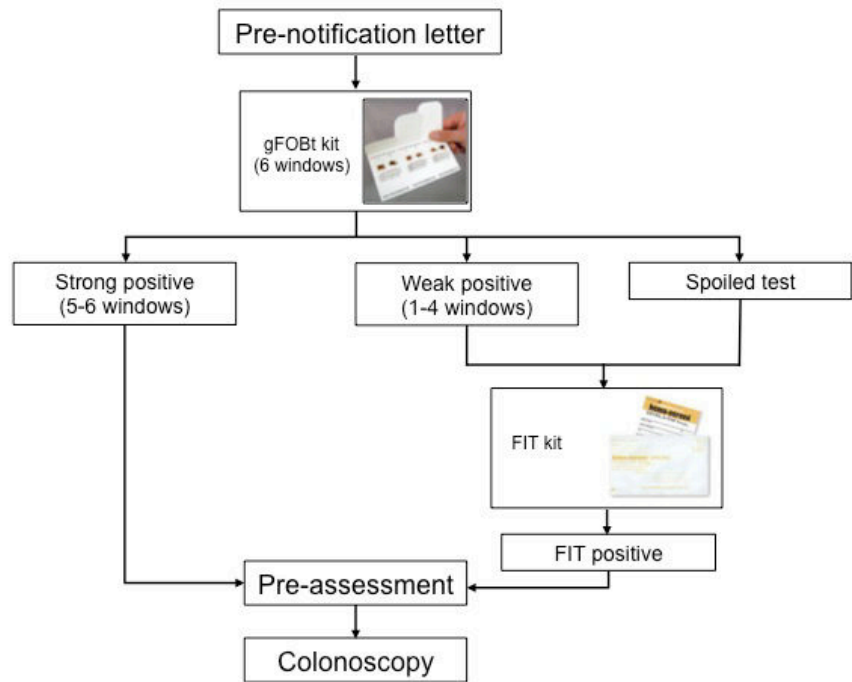 Pre-notification letter
gFOBt kit
(6 windows)
Strong positive
(5-6 windows)
Weak positive
(1-4 windows)
Spoiled test
FIT kit
FIT positive
Pre-assessment
Colonoscopy